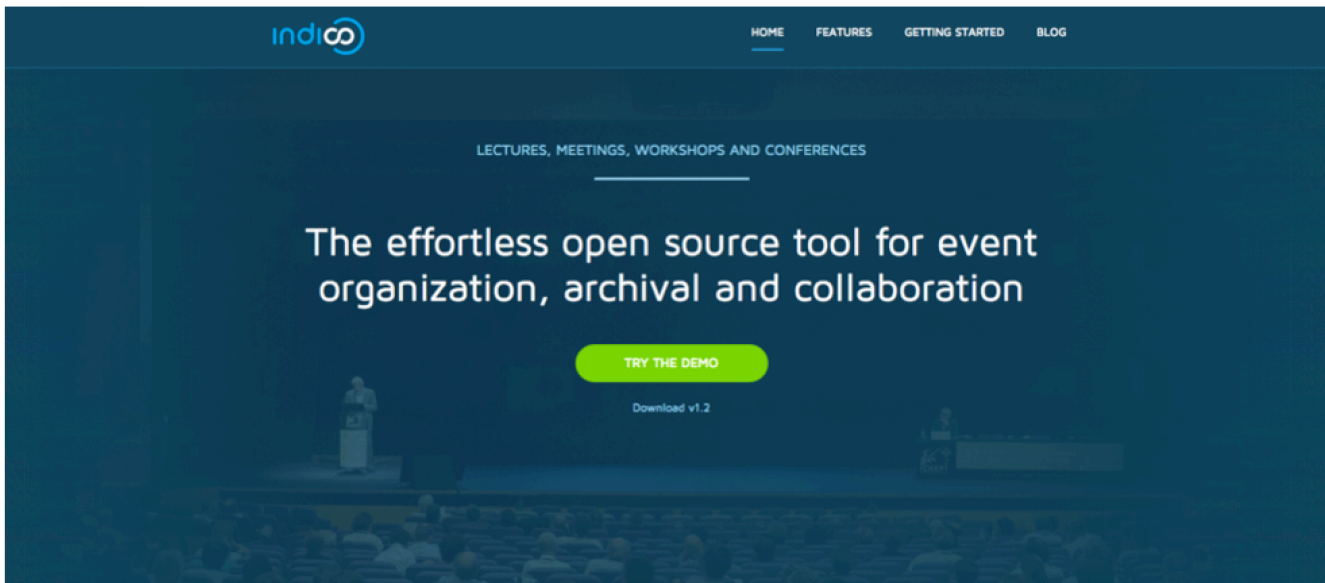 indico
HOME FEATURES GETTING STARTED BLOG
LECTURES, MEETINGS, WORKSHOPS AND CONFERENCES
The effortless open source tool for event
organization, archival and collaboration
TRY THE DEMO
Download v1.2